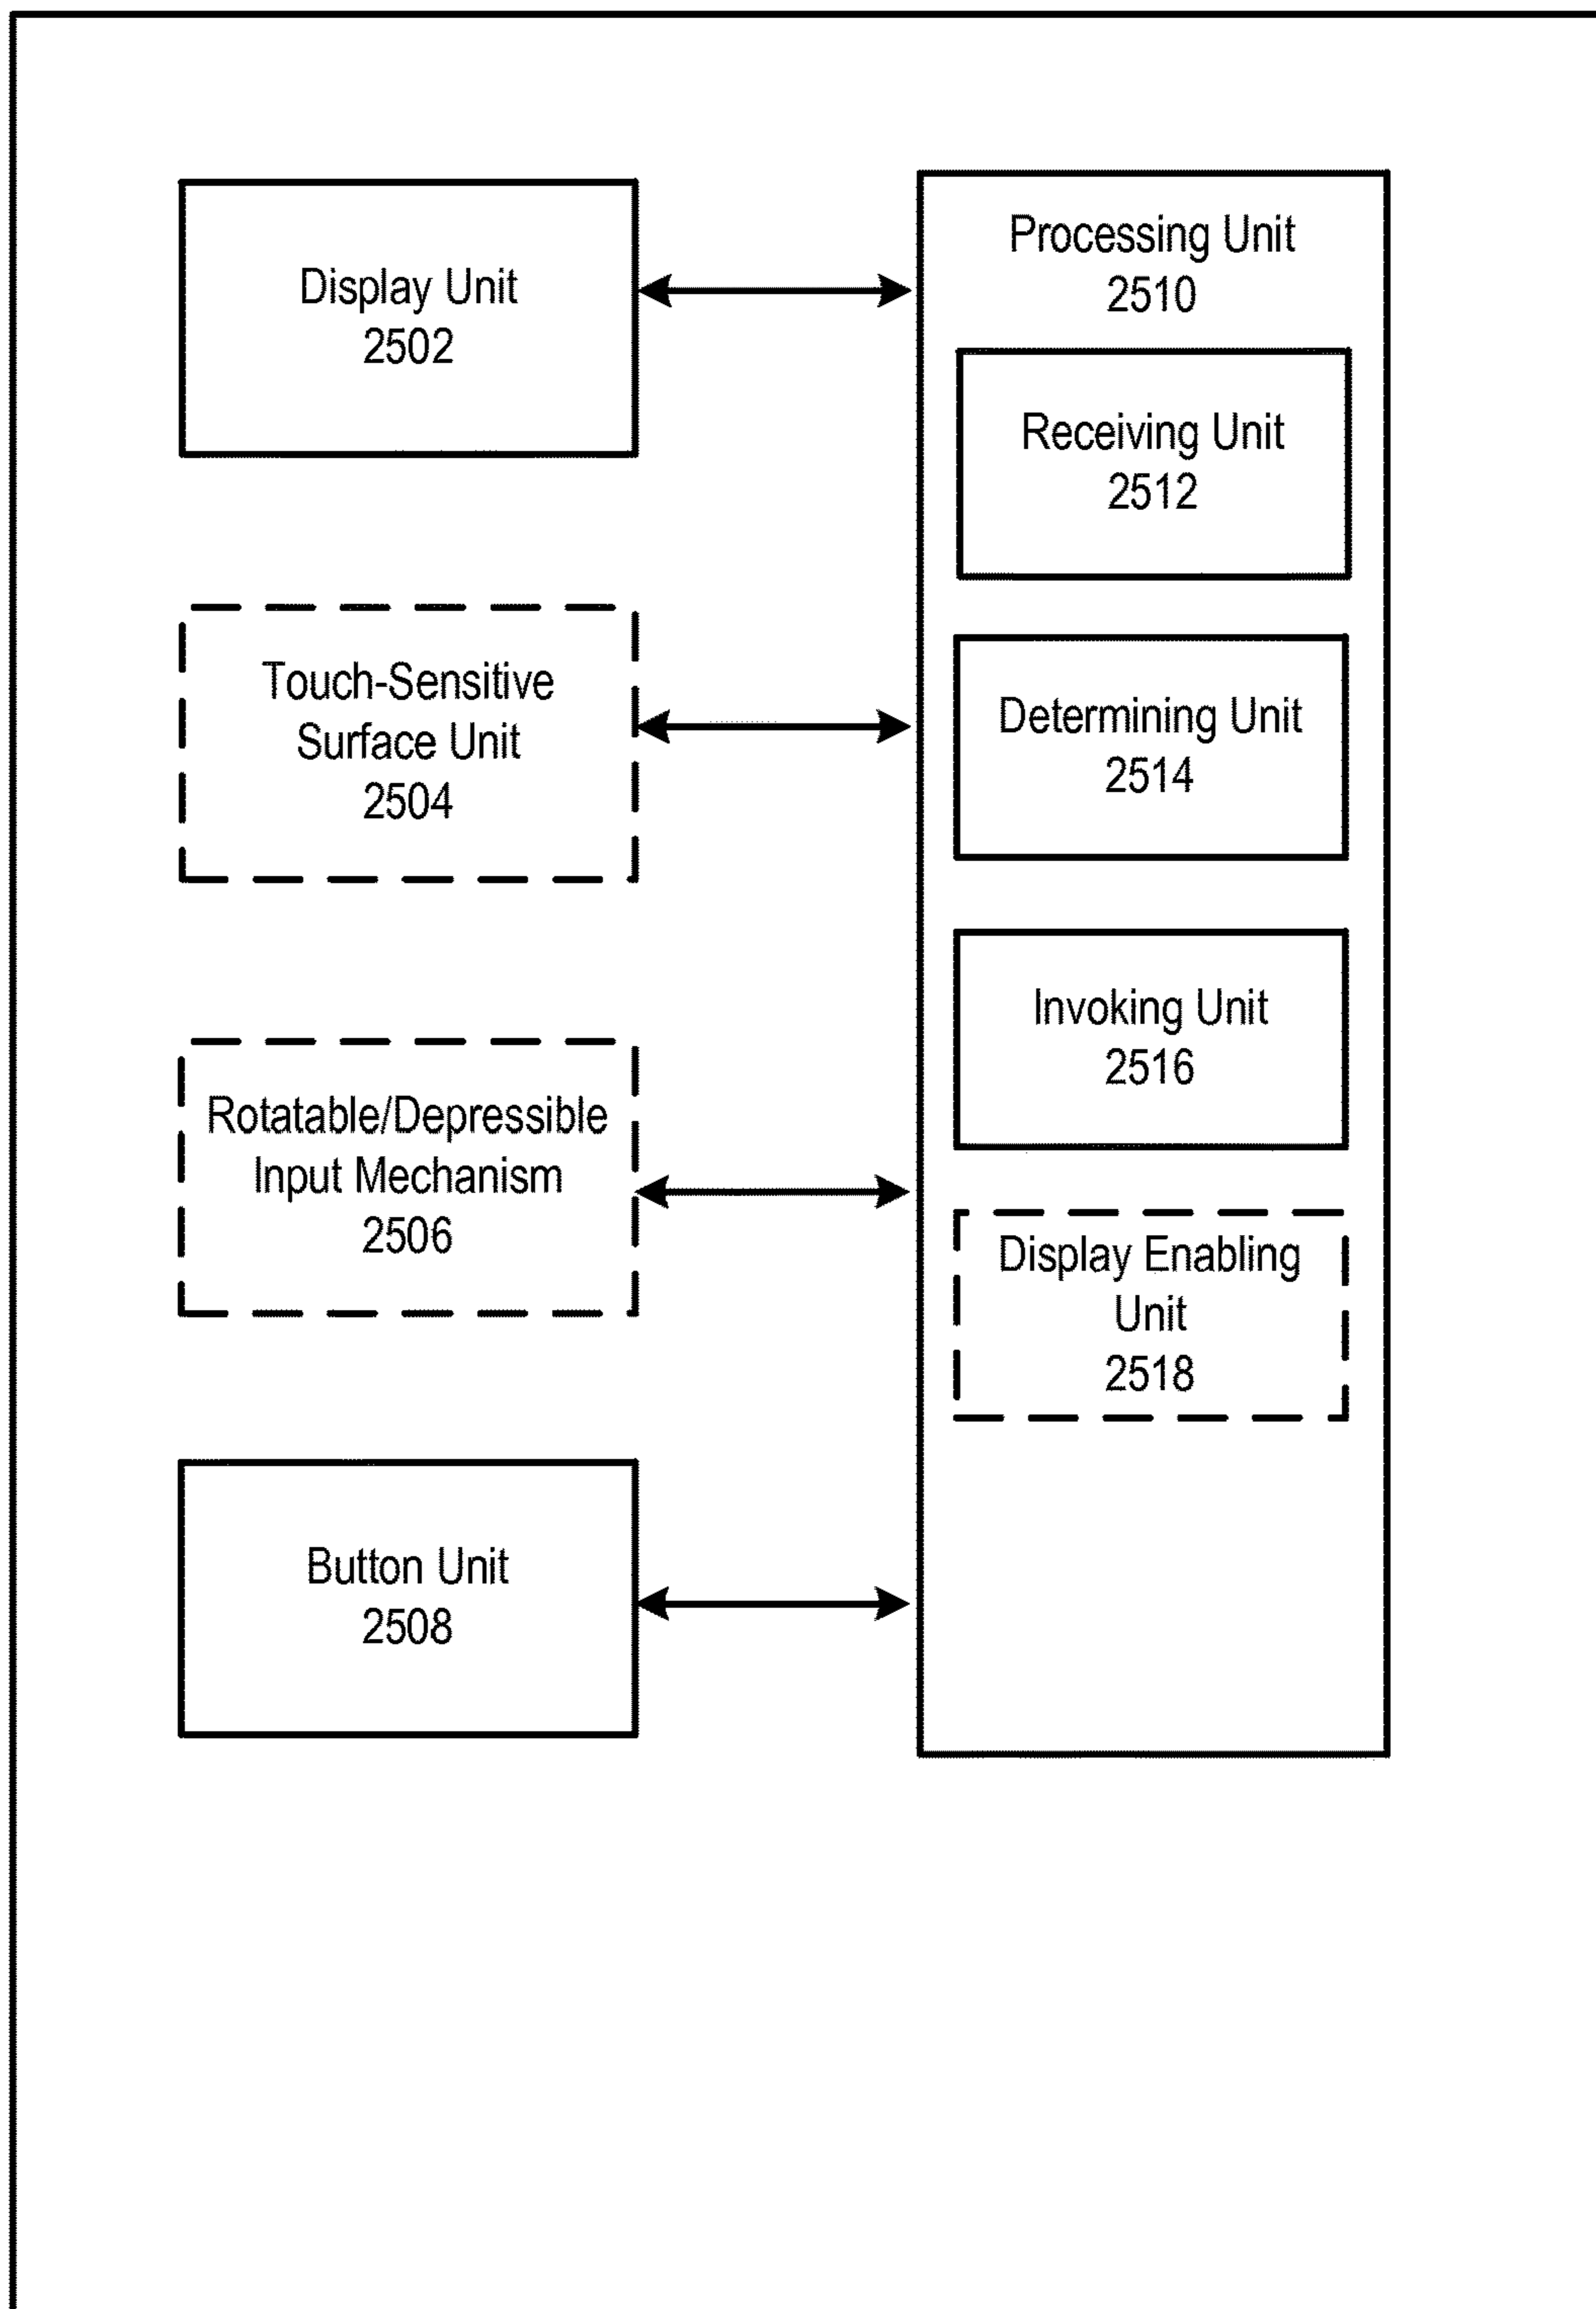 Display Unit
2502
Touch-Sensitive
Surface Unit
2504
Rotatable/Depressible
Input Mechanism
2506
Button Unit
2508
Processing Unit
2510
Receiving Unit
2512
Determining Unit
2514
Invoking Unit
2516
Display Enabling
Unit
2518